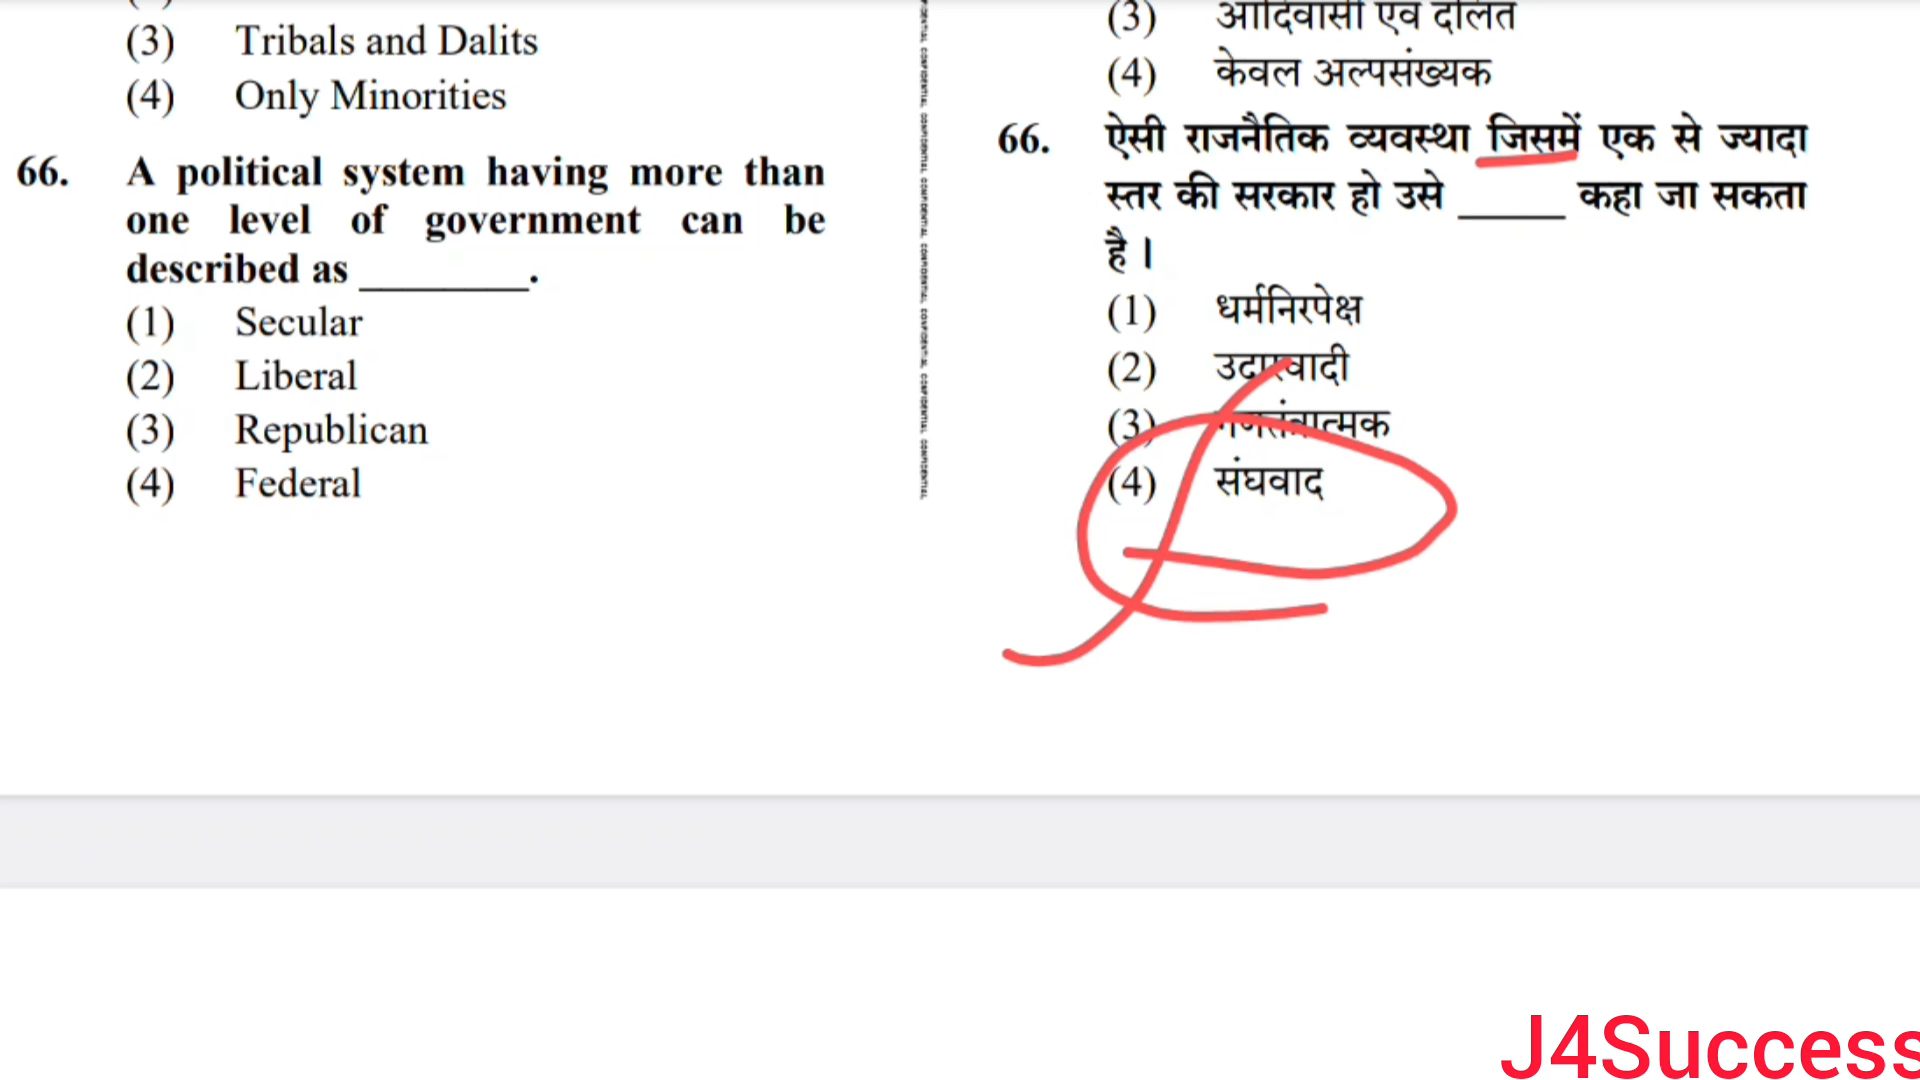 (3) Tribals and Dalits
(4) Only Minorities
66. A political system having more than
one level of government can be
described as ________.
(1) Secular
(2) Liberal
(3) Republican
(4) Federal
(3) आदिवासी एवं दलित
(4) केवल अल्पसंख्यक
66. ऐसी राजनैतिक व्यवस्था जिसमें एक से ज्यादा
स्तर की सरकार हो उसे _____ कहा जा सकता
है ।
(1) धर्मनिरपेक्ष
(2) उदारवादी
(3) गणतंत्रात्मक
(4) संघवाद
J4Success